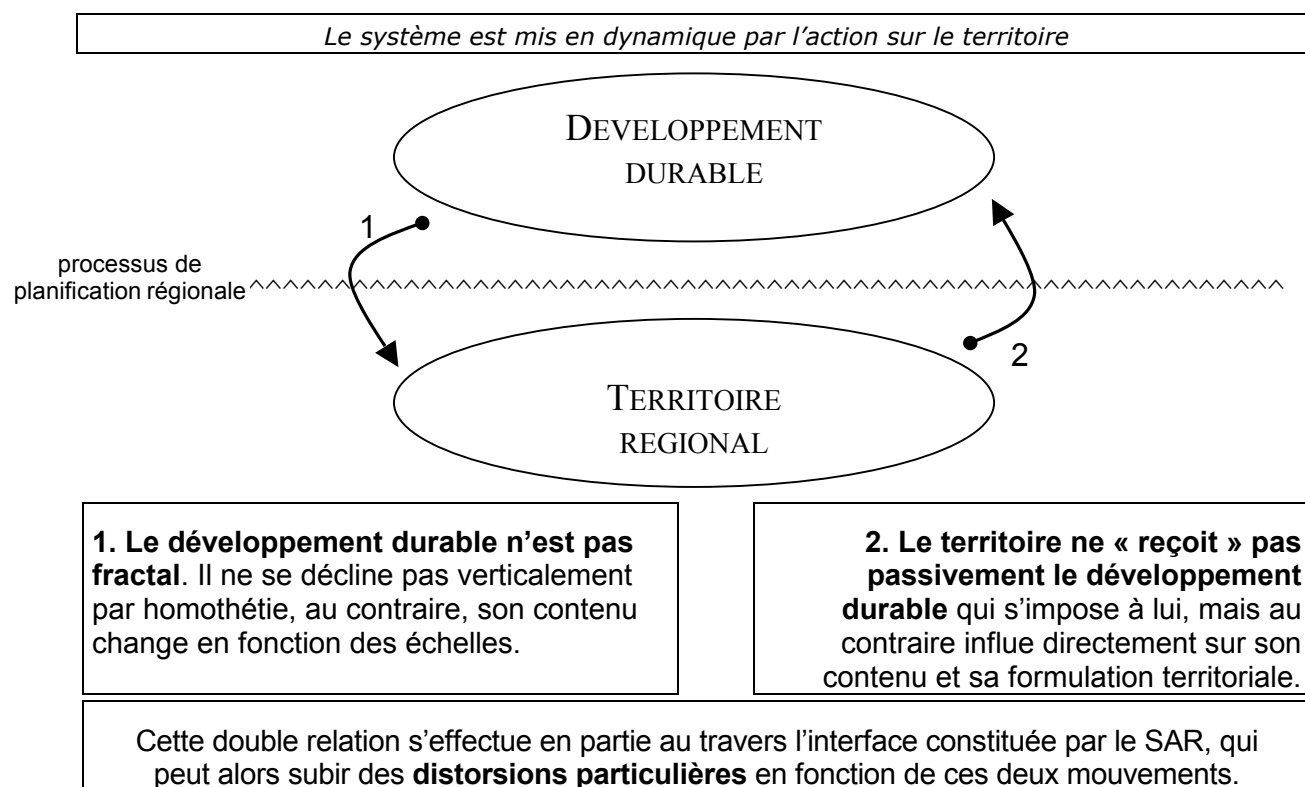 Le système est mis en dynamique par l’action sur le territoire
DEVELOPPEMENT
DURABLE
1
processus de
planification régionale
^^^^^^^^^^^^^^^^^^^^^^^^^^^^^^^^^^^^^^^^^^^^^^^^^^^^^^^^^^^^
2
TERRITOIRE
REGIONAL
1. Le développement durable n’est pas
fractal. Il ne se décline pas verticalement
par homothétie, au contraire, son contenu
change en fonction des échelles.
2. Le territoire ne « reçoit » pas
passivement le développement
durable qui s’impose à lui, mais au
contraire influe directement sur son
contenu et sa formulation territoriale.
Cette double relation s’effectue en partie au travers l’interface constituée par le SAR, qui
peut alors subir des distorsions particulières en fonction de ces deux mouvements.